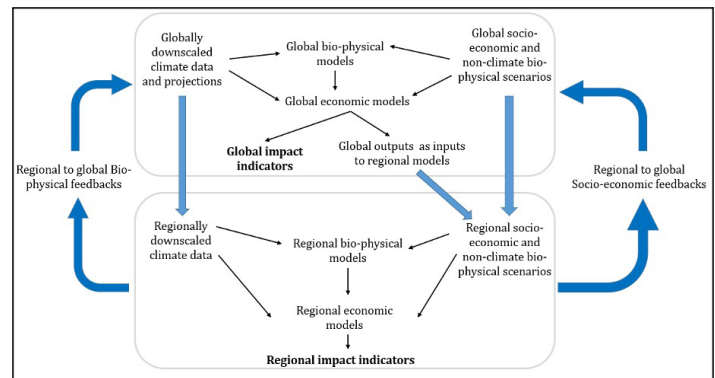 Globally
downscaled
climate data
and projections
Global bio-physical
models
Global socio-
economic and
non-climate bio-
physical scenarios
Global economic models
Global impact
indicators
Global outputs as inputs
to regional models
Regional to global Bio-
physical feedbacks
Regional to global
Socio-economic feedbacks
Regionally
downscaled
climate data
Regional bio-physical
models
Regional socio-
economic and
non-climate bio-
physical scenarios
Regional economic
models
Regional impact indicators